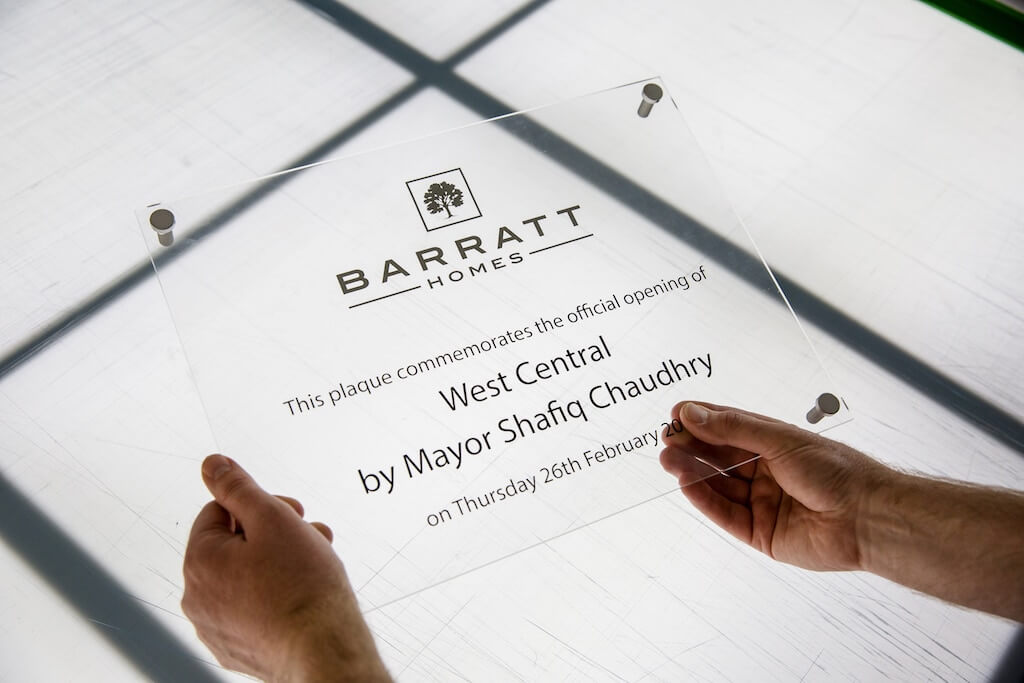 BARRATT
HOMES
This plaque commemorates the official opening of
West Central
by Mayor Shafiq Chaudhry
on Thursday 26th February 20